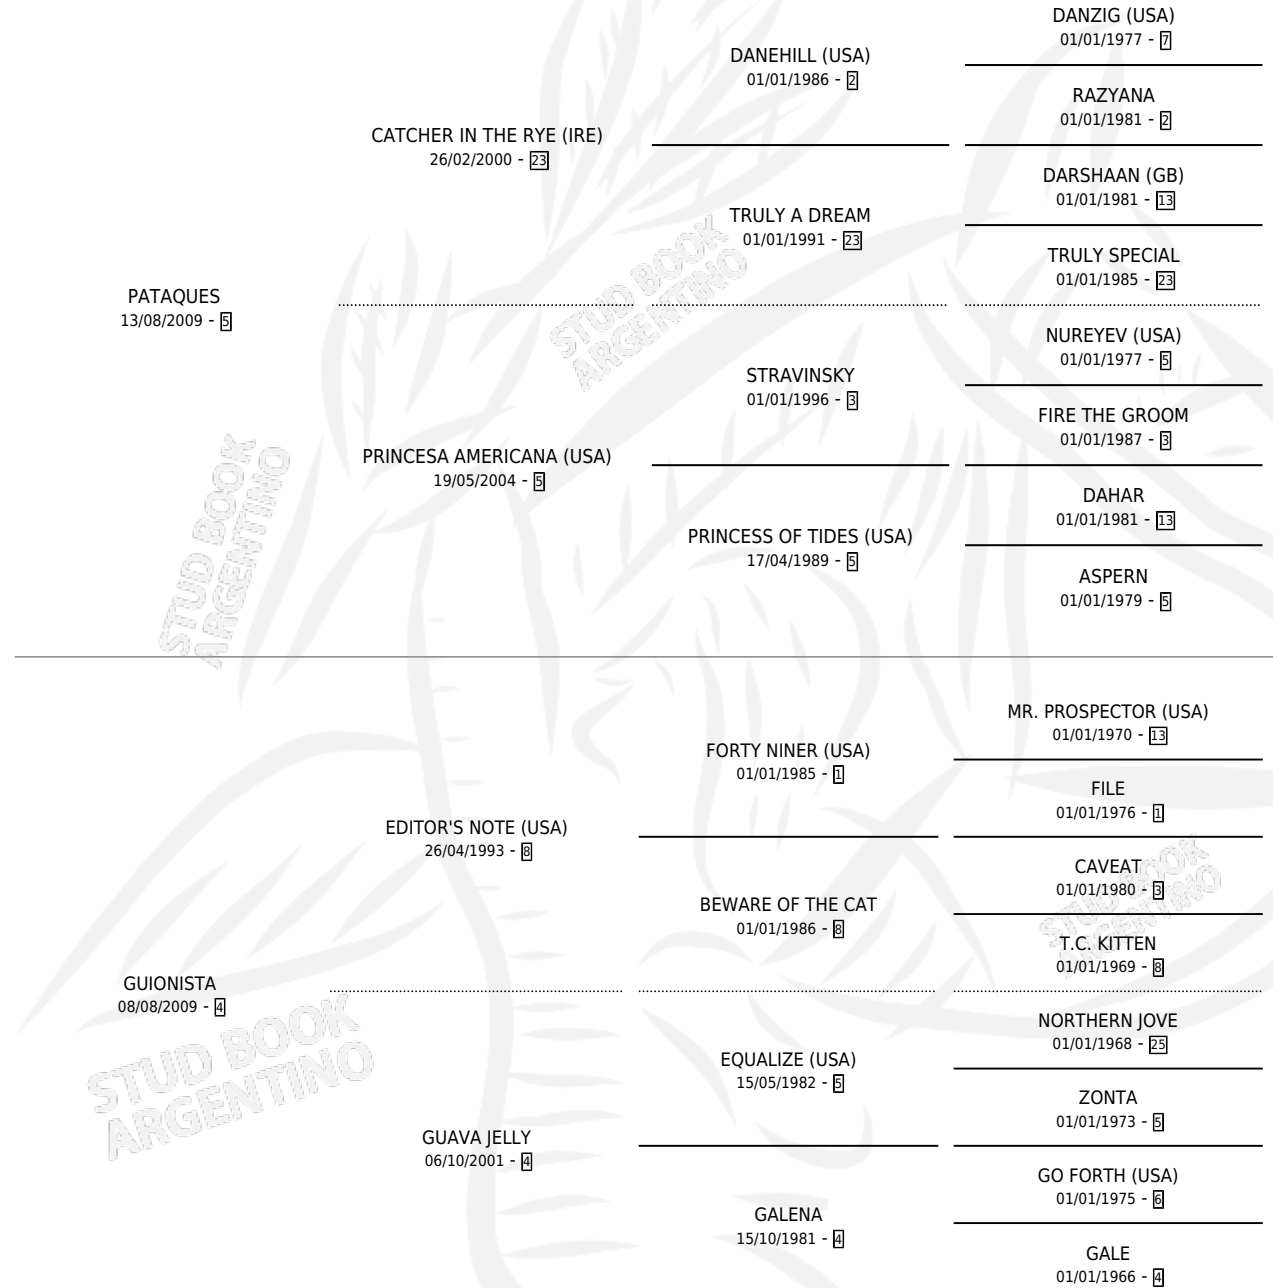 DANZIG (USA)
01/01/1977 - 7
DANEHILL (USA)
01/01/1986 - 2
RAZYANA
01/01/1981 - 2
CATCHER IN THE RYE (IRE)
26/02/2000 - 23
DARSHAAN (GB)
01/01/1981 - 13
TRULY A DREAM
01/01/1991 - 23
TRULY SPECIAL
01/01/1985 - 23
PATAQUES
13/08/2009 - 5
NUREYEV (USA)
01/01/1977 - 5
STRAVINSKY
01/01/1996 - 3
FIRE THE GROOM
01/01/1987 - 3
PRINCESA AMERICANA (USA)
19/05/2004 - 5
DAHAR
01/01/1981 - 13
PRINCESS OF TIDES (USA)
17/04/1989 - 5
ASPERN
01/01/1979 - 5
STUD BOOK
ARGENTINO
STUD BOOK
ARGENTINO
MR. PROSPECTOR (USA)
01/01/1970 - 13
FORTY NINER (USA)
01/01/1985 - 1
FILE
01/01/1976 - 1
EDITOR'S NOTE (USA)
26/04/1993 - 8
CAVEAT
01/01/1980 - 3
BEWARE OF THE CAT
01/01/1986 - 8
T.C. KITTEN
01/01/1969 - 8
GUIONISTA
08/08/2009 - 4
NORTHERN JOVE
01/01/1968 - 25
EQUALIZE (USA)
15/05/1982 - 5
ZONTA
01/01/1973 - 5
GUAVA JELLY
06/10/2001 - 4
GO FORTH (USA)
01/01/1975 - 6
GALENA
15/10/1981 - 4
GALE
01/01/1966 - 4
STUD BOOK
ARGENTINO
STUD BOOK
ARGENTINO